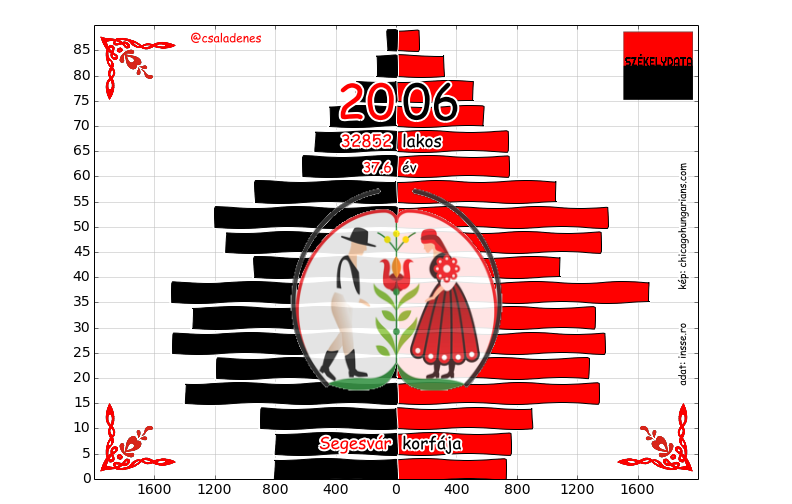 @csaladenes
SZÉKELYDATA
2006
32852 lakos
37.6 év
kép: chicagohungarians.com
adat: insse.ro
Segesvár korfája
85
80
75
70
65
60
55
50
45
40
35
30
25
20
15
10
5
0
1600 1200 800 400 0 400 800 1200 1600